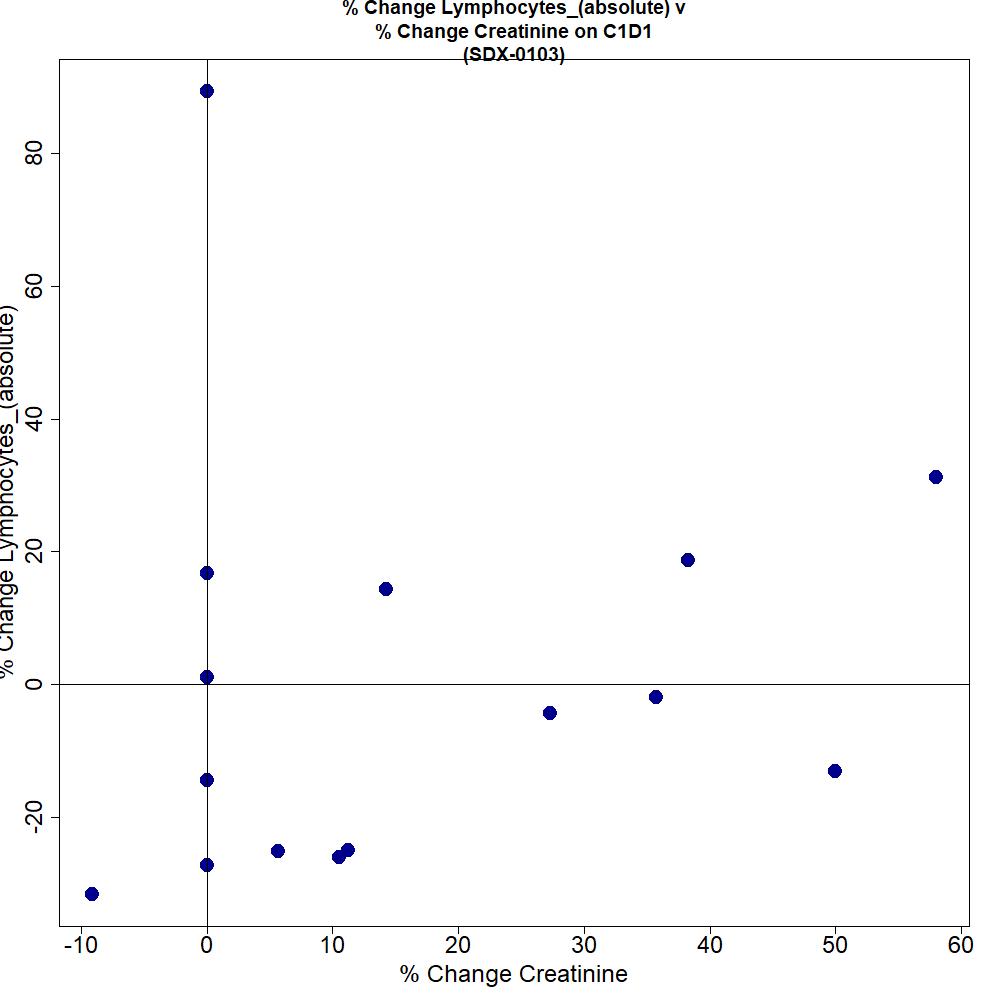 % Change Lymphocytes_(absolute) v
% Change Creatinine on C1D1
(SDX-0103)
% Change Lymphocytes_(absolute)
80
60
40
20
0
-20
-10 0 10 20 30 40 50 60
% Change Creatinine